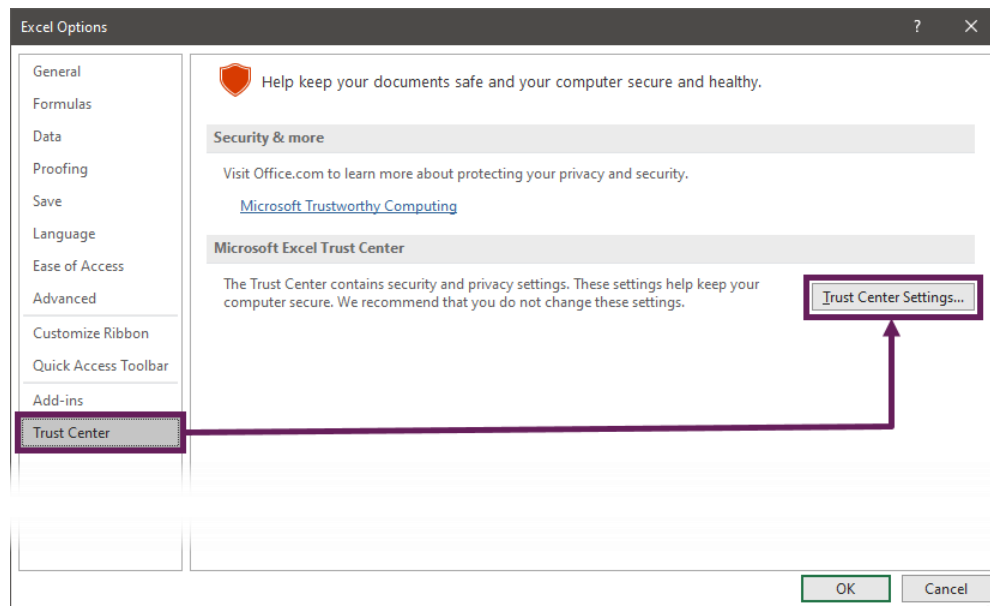 Excel Options
?
×
General
Formulas
Data
Proofing
Save
Language
Ease of Access
Advanced
Customize Ribbon
Quick Access Toolbar
Add-ins
Trust Center
Help keep your documents safe and your computer secure and healthy.
Security & more
Visit Office.com to learn more about protecting your privacy and security.
Microsoft Trustworthy Computing
Microsoft Excel Trust Center
The Trust Center contains security and privacy settings. These settings help keep your
computer secure. We recommend that you do not change these settings.
Trust Center Settings...
OK
Cancel